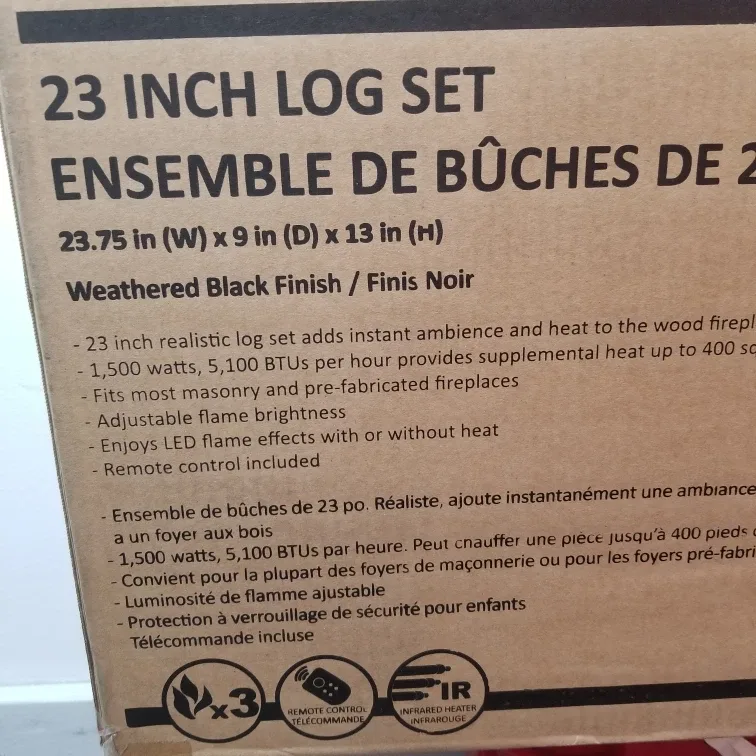 23 INCH LOG SET
ENSEMBLE DE BÛCHES DE 2
23.75 in (W) x 9 in (D) x 13 in (H)
Weathered Black Finish / Finis Noir
- 23 inch realistic log set adds instant ambience and heat to the wood firepl
- 1,500 watts, 5,100 BTUs per hour provides supplemental heat up to 400 sq
- Fits most masonry and pre-fabricated fireplaces
- Adjustable flame brightness
- Enjoys LED flame effects with or without heat
- Remote control included
- Ensemble de bûches de 23 po. Réaliste, ajoute instantanément une ambiance
a un foyer aux bois
- 1,500 watts, 5,100 BTUs par heure. Peut chauffer une pièce jusqu'à 400 pieds
- Convient pour la plupart des foyers de maçonnerie ou pour les foyers pré-fabri
- Luminosité de flamme ajustable
- Protection à verrouillage de sécurité pour enfants
Télécommande incluse
x3
REMOTE CONTROL
TÉLÉCOMMANDE
IR
INFRARED HEATER
INFRAROUGE